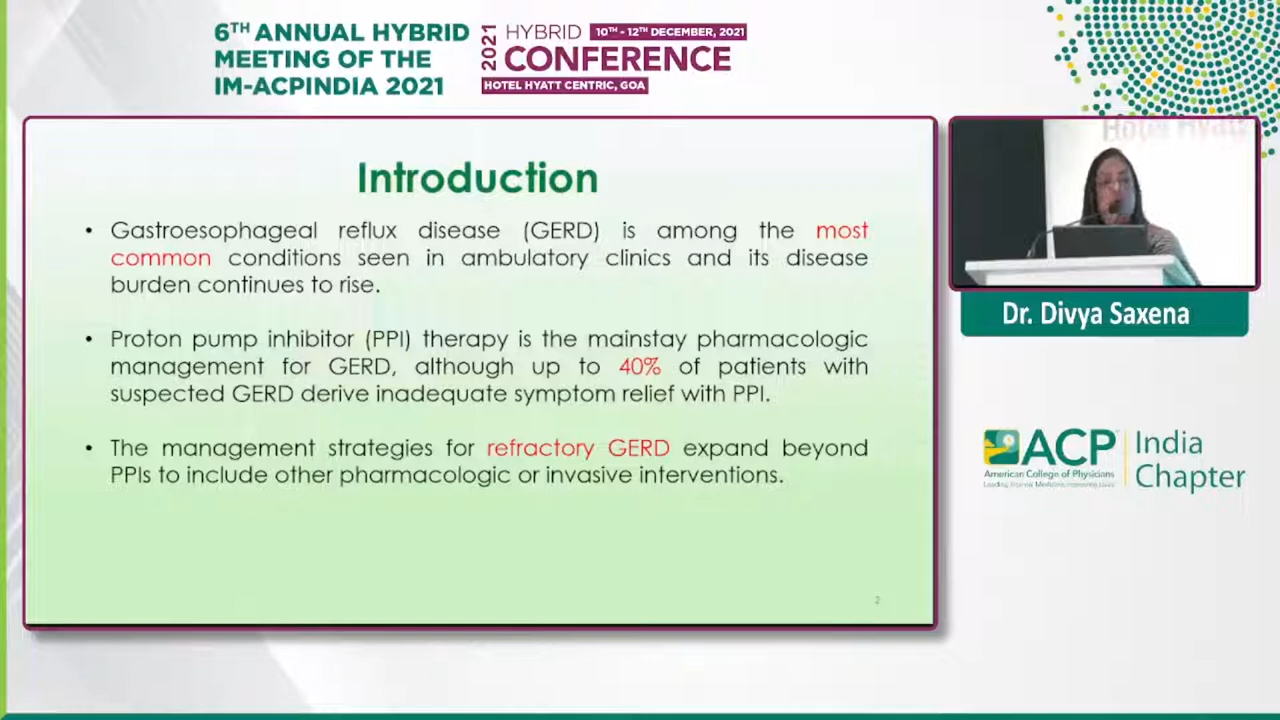 6TH ANNUAL HYBRID
MEETING OF THE
IM-ACPINDIA 2021
2021
HYBRID 10TH - 12TH DECEMBER, 2021
CONFERENCE
HOTEL HYATT CENTRIC, GOA
Introduction
• Gastroesophageal reflux disease (GERD) is among the most
common conditions seen in ambulatory clinics and its disease
burden continues to rise.
• Proton pump inhibitor (PPI) therapy is the mainstay pharmacologic
management for GERD, although up to 40% of patients with
suspected GERD derive inadequate symptom relief with PPI.
• The management strategies for refractory GERD expand beyond
PPIs to include other pharmacologic or invasive interventions.
2
Hotel Hyatt
Dr. Divya Saxena
ACP
American College of Physicians
India
Chapter